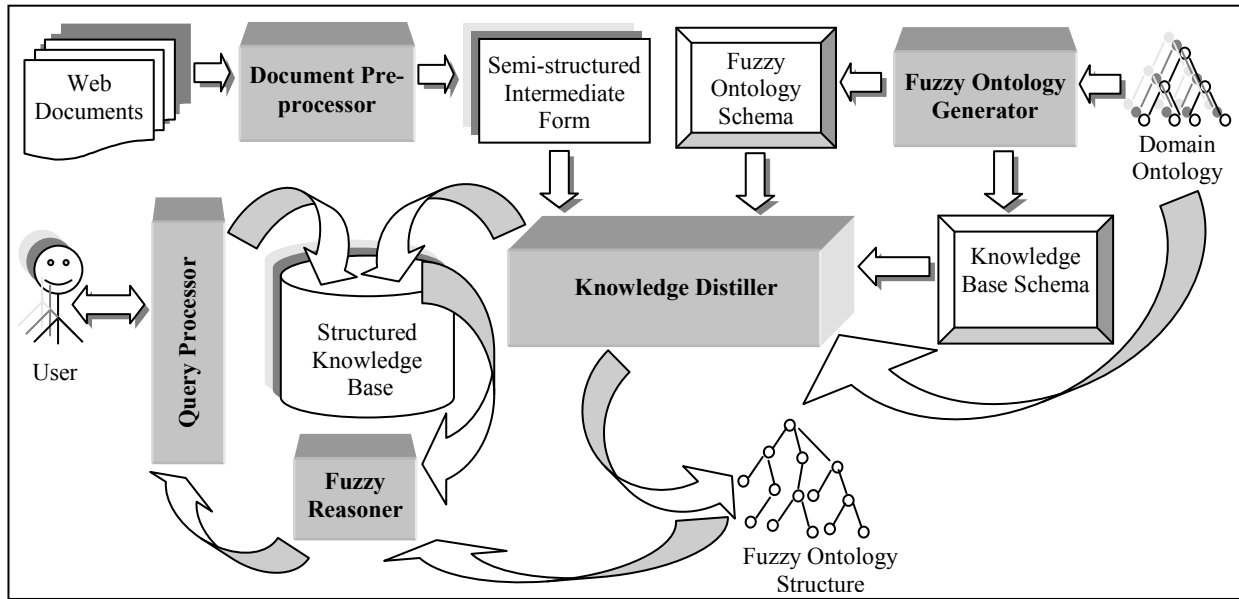 Web
Documents
Document Pre-
processor
Semi-structured
Intermediate
Form
Fuzzy
Ontology
Schema
Fuzzy Ontology
Generator
Domain
Ontology
User
Query Processor
Structured
Knowledge
Base
Knowledge Distiller
Knowledge
Base Schema
Fuzzy
Reasoner
Fuzzy Ontology
Structure